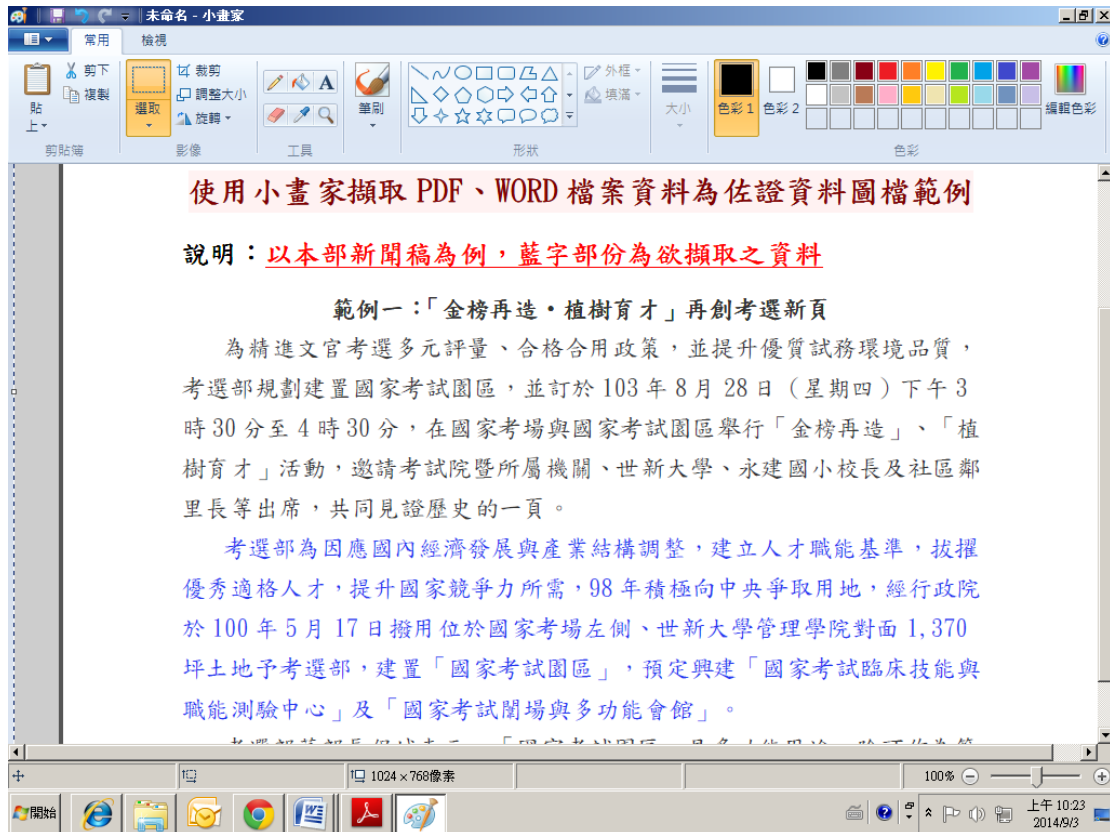 未命名 - 小畫家
常用 檢視
貼上
剪下
複製
剪貼簿
選取
裁剪
調整大小
旋轉
影像
A
工具
筆刷
外框
填滿
形狀
大小
色彩 1
色彩 2
編輯色彩
色彩
使用小畫家擷取 PDF、WORD 檔案資料為佐證資料圖檔範例
說明：以本部新聞稿為例，藍字部份為欲擷取之資料
範例一：「金榜再造‧植樹育才」再創考選新頁
為精進文官考選多元評量、合格合用政策，並提升優質試務環境品質，
考選部規劃建置國家考試園區，並訂於 103 年 8 月 28 日（星期四）下午 3
時 30 分至 4 時 30 分，在國家考場與國家考試園區舉行「金榜再造」、「植
樹育才」活動，邀請考試院暨所屬機關、世新大學、永建國小校長及社區鄰
里長等出席，共同見證歷史的一頁。
考選部為因應國內經濟發展與產業結構調整，建立人才職能基準，拔擢
優秀適格人才，提升國家競爭力所需，98 年積極向中央爭取用地，經行政院
於 100 年 5 月 17 日撥用位於國家考場左側、世新大學管理學院對面 1,370
坪土地予考選部，建置「國家考試園區」，預定興建「國家考試臨床技能與
職能測驗中心」及「國家考試闈場與多功能會館」。
1024 × 768像素
100%
開始
上午 10:23
2014/9/3